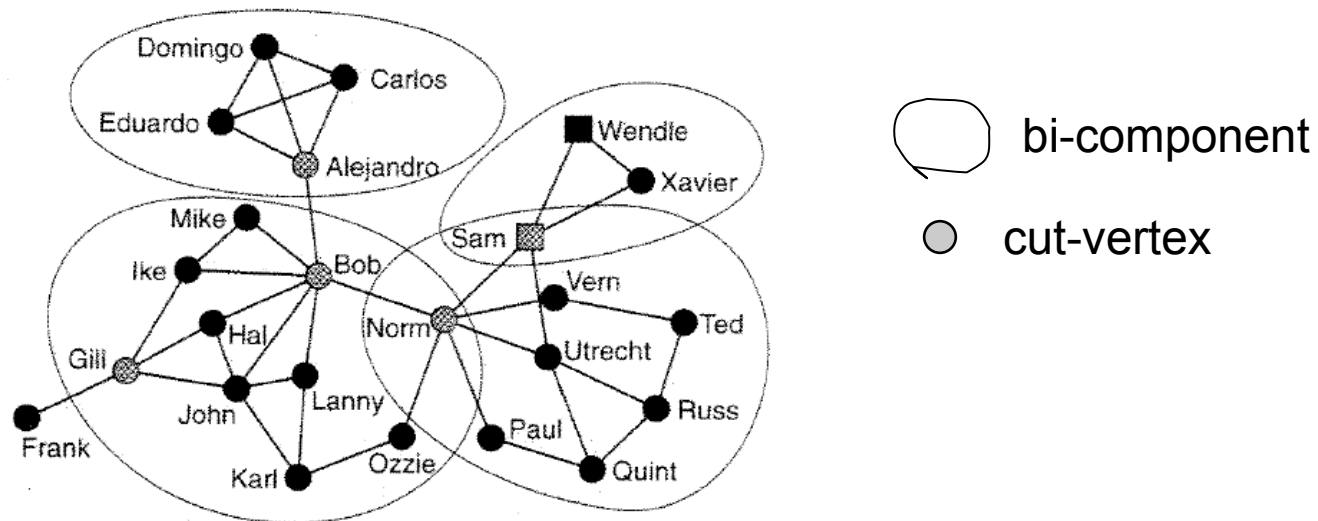 Domingo
Carlos
Eduardo
Alejandro
Wendle
Xavier
Mike
Sam
Ike
Bob
Vern
Hal
Norm
Ted
Gill
Utrecht
John
Lanny
Russ
Frank
Paul
Karl
Ozzie
Quint
bi-component
cut-vertex